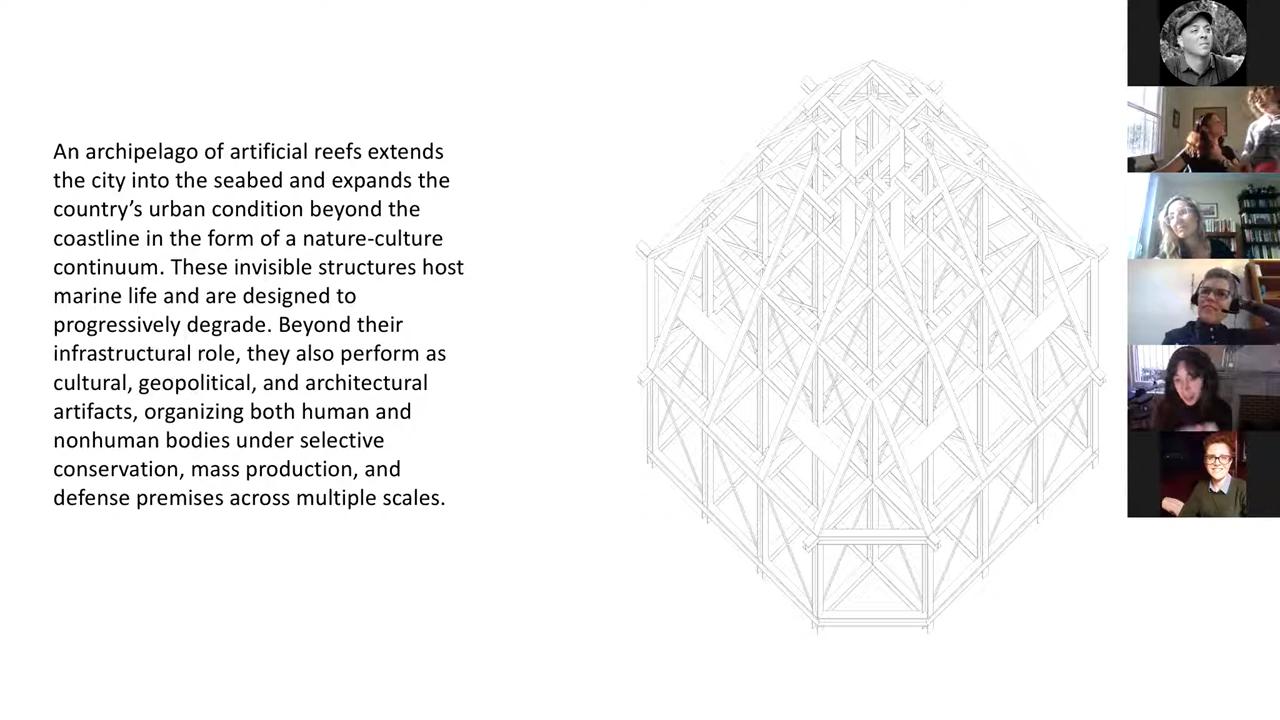 An archipelago of artificial reefs extends
the city into the seabed and expands the
country’s urban condition beyond the
coastline in the form of a nature-culture
continuum. These invisible structures host
marine life and are designed to
progressively degrade. Beyond their
infrastructural role, they also perform as
cultural, geopolitical, and architectural
artifacts, organizing both human and
nonhuman bodies under selective
conservation, mass production, and
defense premises across multiple scales.